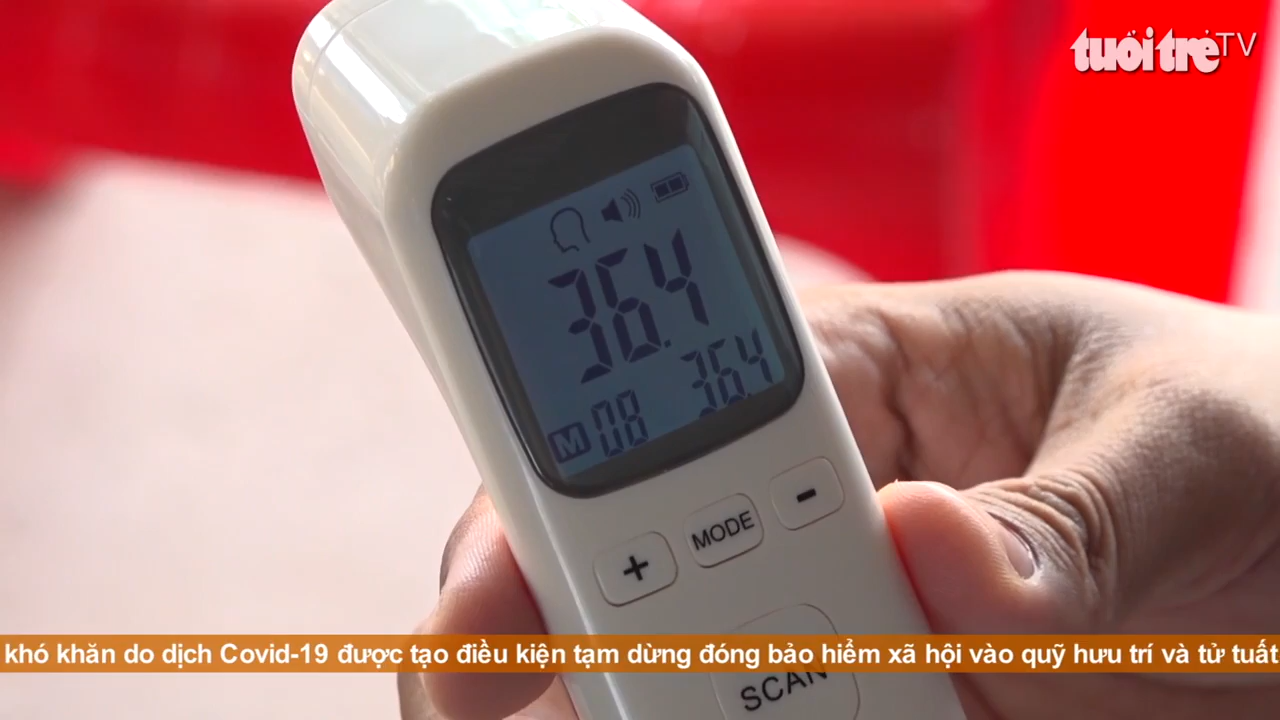 tuổi trẻ TV
36.4
M 08 36.4
+ MODE -
SCAN
khó khăn do dịch Covid-19 được tạo điều kiện tạm dừng đóng bảo hiểm xã hội vào quỹ hưu trí và tử tuất